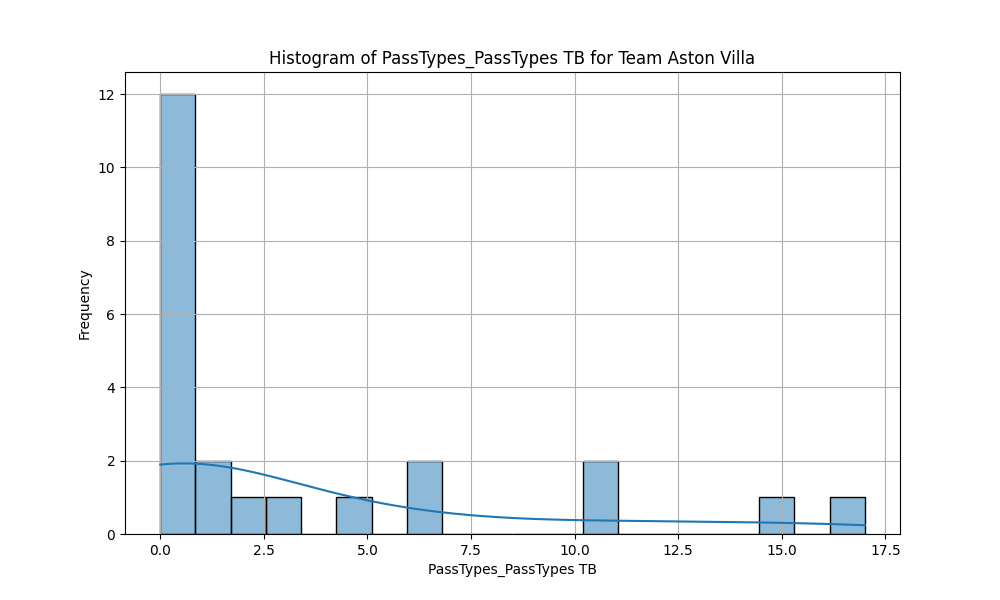 Histogram of PassTypes_PassTypes TB for Team Aston Villa
12
10
8
6
4
2
0
Frequency
0.0 2.5 5.0 7.5 10.0 12.5 15.0 17.5
PassTypes_PassTypes TB